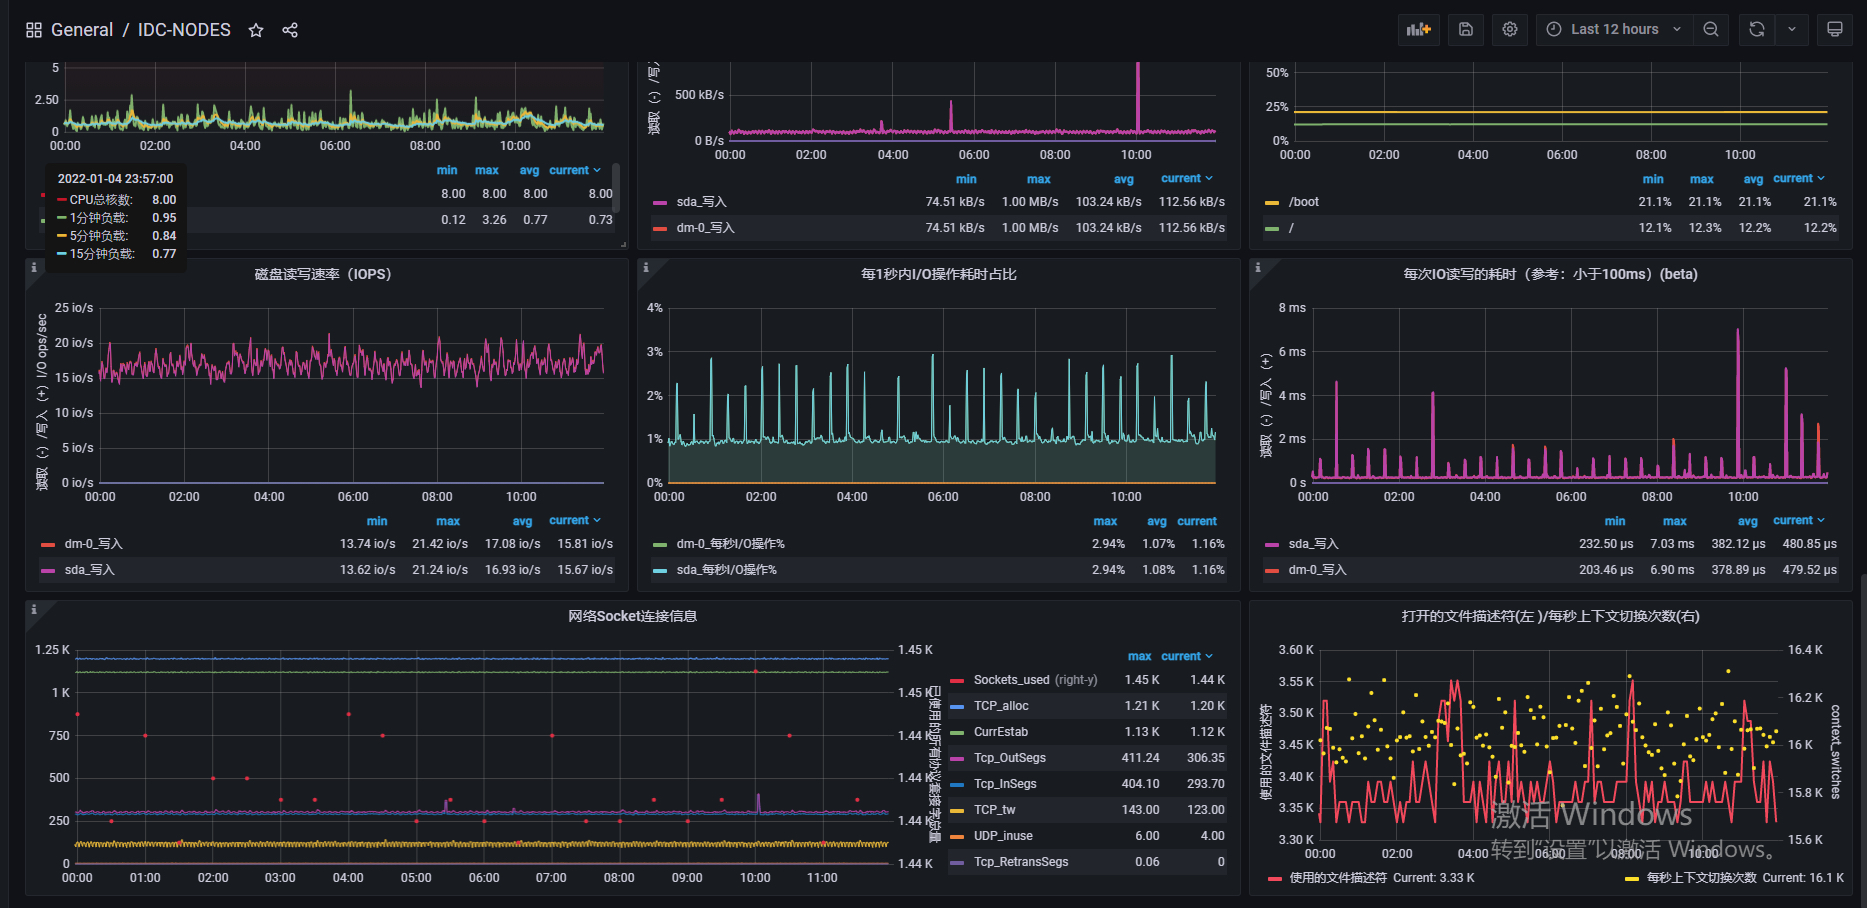 General / IDC-NODES
Last 12 hours
5
2.50
0
00:00 02:00 04:00 06:00 08:00 10:00
min max avg current
8.00 8.00 8.00 8.00
0.12 3.26 0.77 0.73
2022-01-04 23:57:00
CPU总核数: 8.00
1分钟负载: 0.95
5分钟负载: 0.84
15分钟负载: 0.77
读取（-）/写入
500 kB/s
0 B/s
00:00 02:00 04:00 06:00 08:00 10:00
min max avg current
sda_写入 74.51 kB/s 1.00 MB/s 103.24 kB/s 112.56 kB/s
dm-0_写入 74.51 kB/s 1.00 MB/s 103.24 kB/s 112.56 kB/s
50%
25%
0%
00:00 02:00 04:00 06:00 08:00 10:00
min max avg current
/boot 21.1% 21.1% 21.1% 21.1%
/ 12.1% 12.3% 12.2% 12.2%
磁盘读写速率（IOPS）
读取（-）/写入（+）I/O ops/sec
25 io/s
20 io/s
15 io/s
10 io/s
5 io/s
0 io/s
00:00 02:00 04:00 06:00 08:00 10:00
min max avg current
dm-0_写入 13.74 io/s 21.42 io/s 17.08 io/s 15.81 io/s
sda_写入 13.62 io/s 21.24 io/s 16.93 io/s 15.67 io/s
每1秒内I/O操作耗时占比
4%
3%
2%
1%
0%
00:00 02:00 04:00 06:00 08:00 10:00
max avg current
dm-0_每秒I/O操作% 2.94% 1.07% 1.16%
sda_每秒I/O操作% 2.94% 1.08% 1.16%
每次IO读写的耗时（参考：小于100ms）(beta)
读取（-）/写入（+）
8 ms
6 ms
4 ms
2 ms
0 s
00:00 02:00 04:00 06:00 08:00 10:00
min max avg current
sda_写入 232.50 µs 7.03 ms 382.12 µs 480.85 µs
dm-0_写入 203.46 µs 6.90 ms 378.89 µs 479.52 µs
网络Socket连接信息
1.25 K
1 K
750
500
250
0
00:00 01:00 02:00 03:00 04:00 05:00 06:00 07:00 08:00 09:00 10:00 11:00
1.45 K
1.45 K
1.44 K
1.44 K
1.44 K
1.44 K
已使用的所有协议套接字总量
max current
Sockets_used (right-y) 1.45 K 1.44 K
TCP_alloc 1.21 K 1.20 K
CurrEstab 1.13 K 1.12 K
Tcp_OutSegs 411.24 306.35
Tcp_InSegs 404.10 293.70
TCP_tw 143.00 123.00
UDP_inuse 6.00 4.00
Tcp_RetransSegs 0.06 0
打开的文件描述符(左 )/每秒上下文切换次数(右)
使用的文件描述符
3.60 K
3.55 K
3.50 K
3.45 K
3.40 K
3.35 K
3.30 K
00:00 02:00 04:00 06:00 08:00 10:00
16.4 K
16.2 K
16 K
15.8 K
15.6 K
context_switches
使用的文件描述符 Current: 3.33 K
每秒上下文切换次数 Current: 16.1 K
激活 Windows
转到“设置”以激活 Windows。